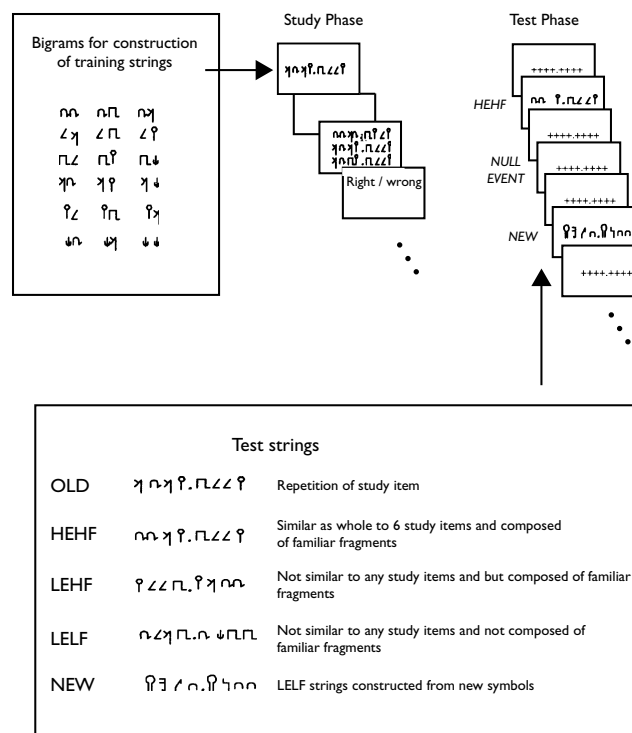 Study Phase
Test Phase
Bigrams for construction
of training strings
Right / wrong
++++.++++
HEHF
++++.++++
NULL
EVENT
++++.++++
++++.++++
NEW
++++.++++
Test strings
OLD
Repetition of study item
HEHF
Similar as whole to 6 study items and composed
of familiar fragments
LEHF
Not similar to any study items and but composed of familiar
fragments
LELF
Not similar to any study items and not composed of
familiar fragments
NEW
LELF strings constructed from new symbols